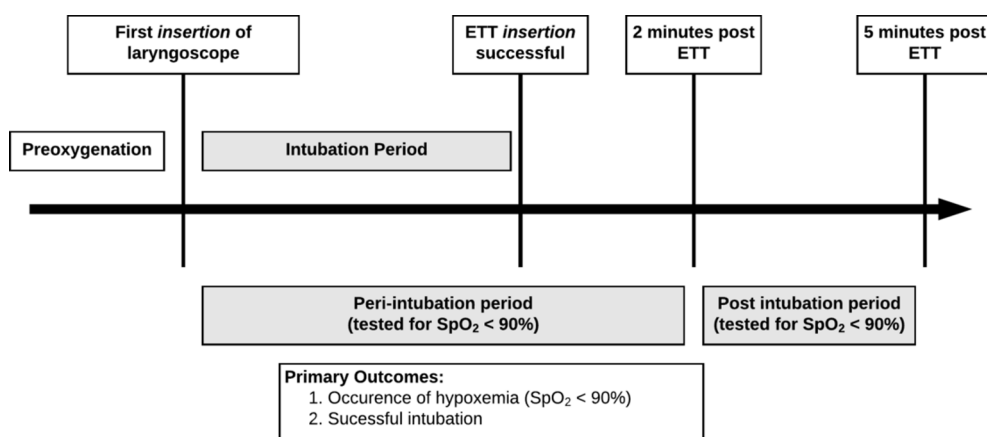 First insertion of
laryngoscope
ETT insertion
successful
2 minutes post
ETT
5 minutes post
ETT
Preoxygenation
Intubation Period
Peri-intubation period
(tested for SpO₂ < 90%)
Post intubation period
(tested for SpO₂ < 90%)
Primary Outcomes:
1. Occurence of hypoxemia (SpO₂ < 90%)
2. Sucessful intubation